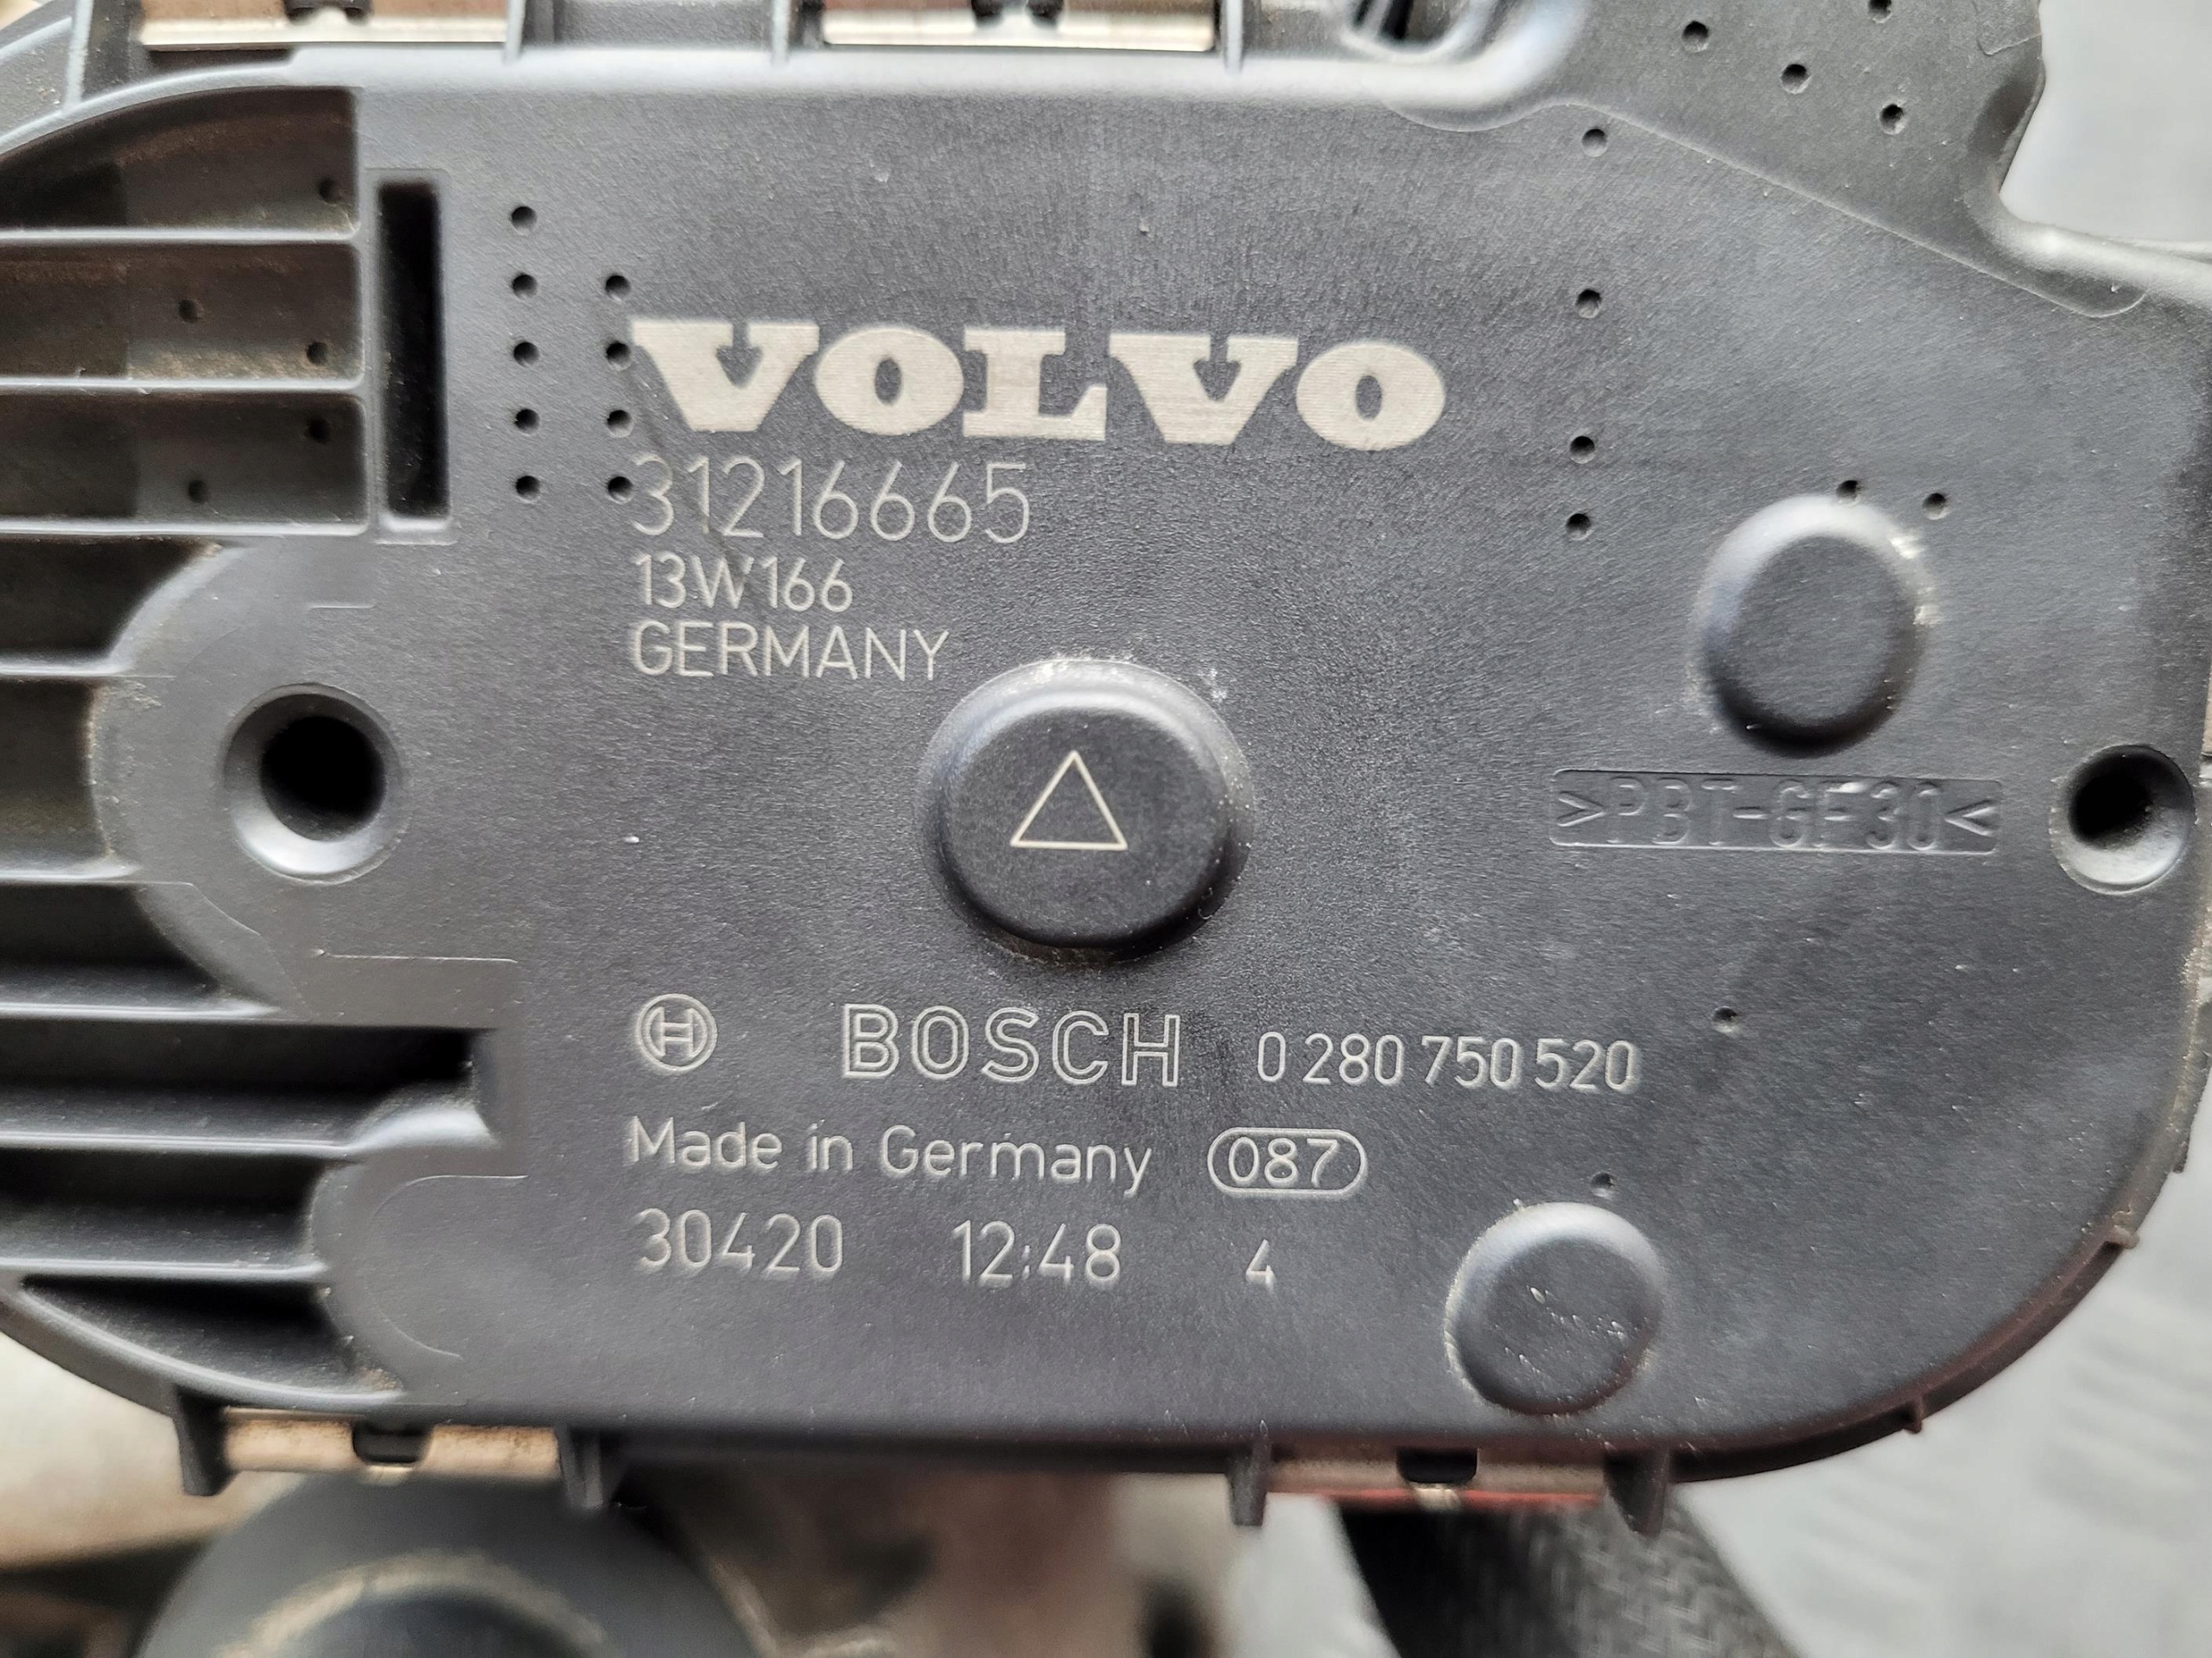 VOLVO
31216665
13W166
GERMANY
>PBT-GF30<
BOSCH 0 280 750 520
Made in Germany 087
30420 12:48 4